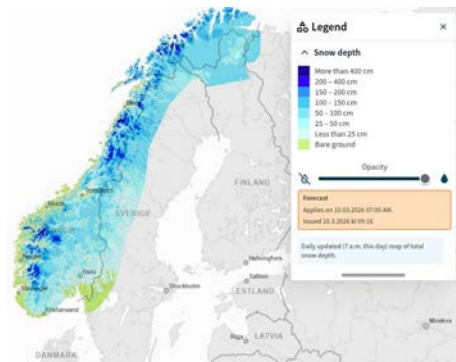 Legend
Snow depth
More than 400 cm
200 – 400 cm
150 – 200 cm
100 – 150 cm
50 – 100 cm
25 – 50 cm
Less than 25 cm
Bare ground
Opacity
Forecast
Applies on 10.03.2026 07:00 AM.
Issued 10.3.2026 kl 09:16
Daily updated (7 a.m. this day) map of total
snow depth.
FINLAND
SVERIGE
Oslo
Kristiansand
Stockholm
Helsingfors
Tallinn
ESTLAND
Riga
LATVIA
Moskva
DANMARK